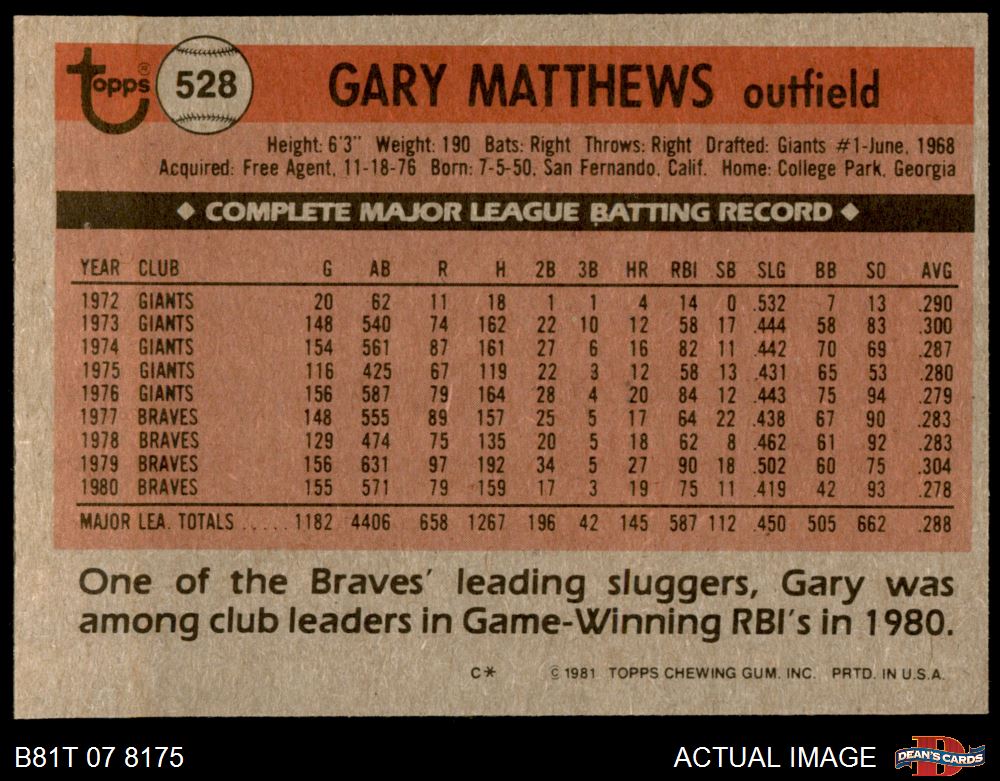 topps® 528 GARY MATTHEWS outfield
Height: 6'3" Weight: 190 Bats: Right Throws: Right Drafted: Giants #1-June, 1968
Acquired: Free Agent, 11-18-76 Born: 7-5-50, San Fernando, Calif. Home: College Park, Georgia
◆ COMPLETE MAJOR LEAGUE BATTING RECORD ◆
YEAR CLUB G AB R H 2B 3B HR RBI SB SLG BB SO AVG
1972 GIANTS 20 62 11 18 1 1 4 14 0 .532 7 13 .290
1973 GIANTS 148 540 74 162 22 10 12 58 17 .444 58 83 .300
1974 GIANTS 154 561 87 161 27 6 16 82 11 .442 70 69 .287
1975 GIANTS 116 425 67 119 22 3 12 58 13 .431 65 53 .280
1976 GIANTS 156 587 79 164 28 4 20 84 12 .443 75 94 .279
1977 BRAVES 148 555 89 157 25 5 17 64 22 .438 67 90 .283
1978 BRAVES 129 474 75 135 20 5 18 62 8 .462 61 92 .283
1979 BRAVES 156 631 97 192 34 5 27 90 18 .502 60 75 .304
1980 BRAVES 155 571 79 159 17 3 19 75 11 .419 42 93 .278
MAJOR LEA. TOTALS ..... 1182 4406 658 1267 196 42 145 587 112 .450 505 662 .288
One of the Braves' leading sluggers, Gary was
among club leaders in Game-Winning RBI's in 1980.
C* © 1981 TOPPS CHEWING GUM, INC. PRTD. IN U.S.A.
B81T 07 8175 ACTUAL IMAGE D DEAN'S CARDS